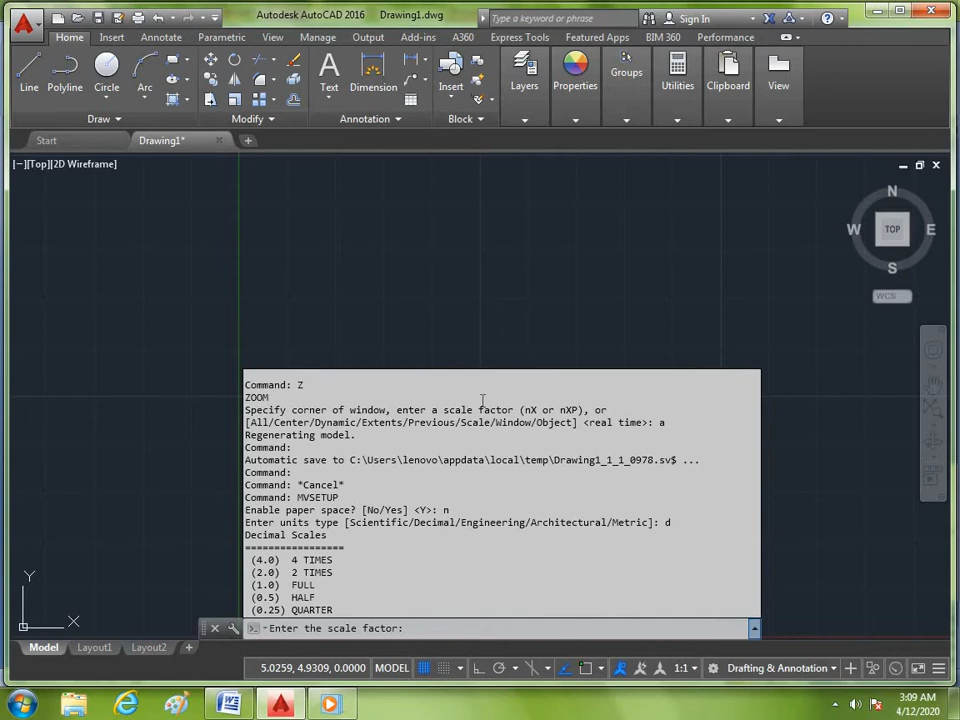 Autodesk AutoCAD 2016 Drawing1.dwg
Type a keyword or phrase
Sign In
Home Insert Annotate Parametric View Manage Output Add-ins A360 Express Tools Featured Apps BIM 360 Performance
Line Polyline Circle Arc
Text Dimension
Insert
Layers Properties Groups Utilities Clipboard View
Draw Modify Annotation Block
Start Drawing1*
[−][Top][2D Wireframe]
N
W TOP E
S
WCS
Command: Z
ZOOM
Specify corner of window, enter a scale factor (nX or nXP), or
[All/Center/Dynamic/Extents/Previous/Scale/Window/Object] <real time>: a
Regenerating model.
Command:
Automatic save to C:\Users\lenovo\appdata\local\temp\Drawing1_1_1_0978.sv$ ...
Command:
Command: *Cancel*
Command: MVSETUP
Enable paper space? [No/Yes] <Y>: n
Enter units type [Scientific/Decimal/Engineering/Architectural/Metric]: d
Decimal Scales
================
(4.0) 4 TIMES
(2.0) 2 TIMES
(1.0) FULL
(0.5) HALF
(0.25) QUARTER
Enter the scale factor:
Y
X
Model Layout1 Layout2
5.0259, 4.9309, 0.0000 MODEL 1:1 Drafting & Annotation
3:09 AM
4/12/2020